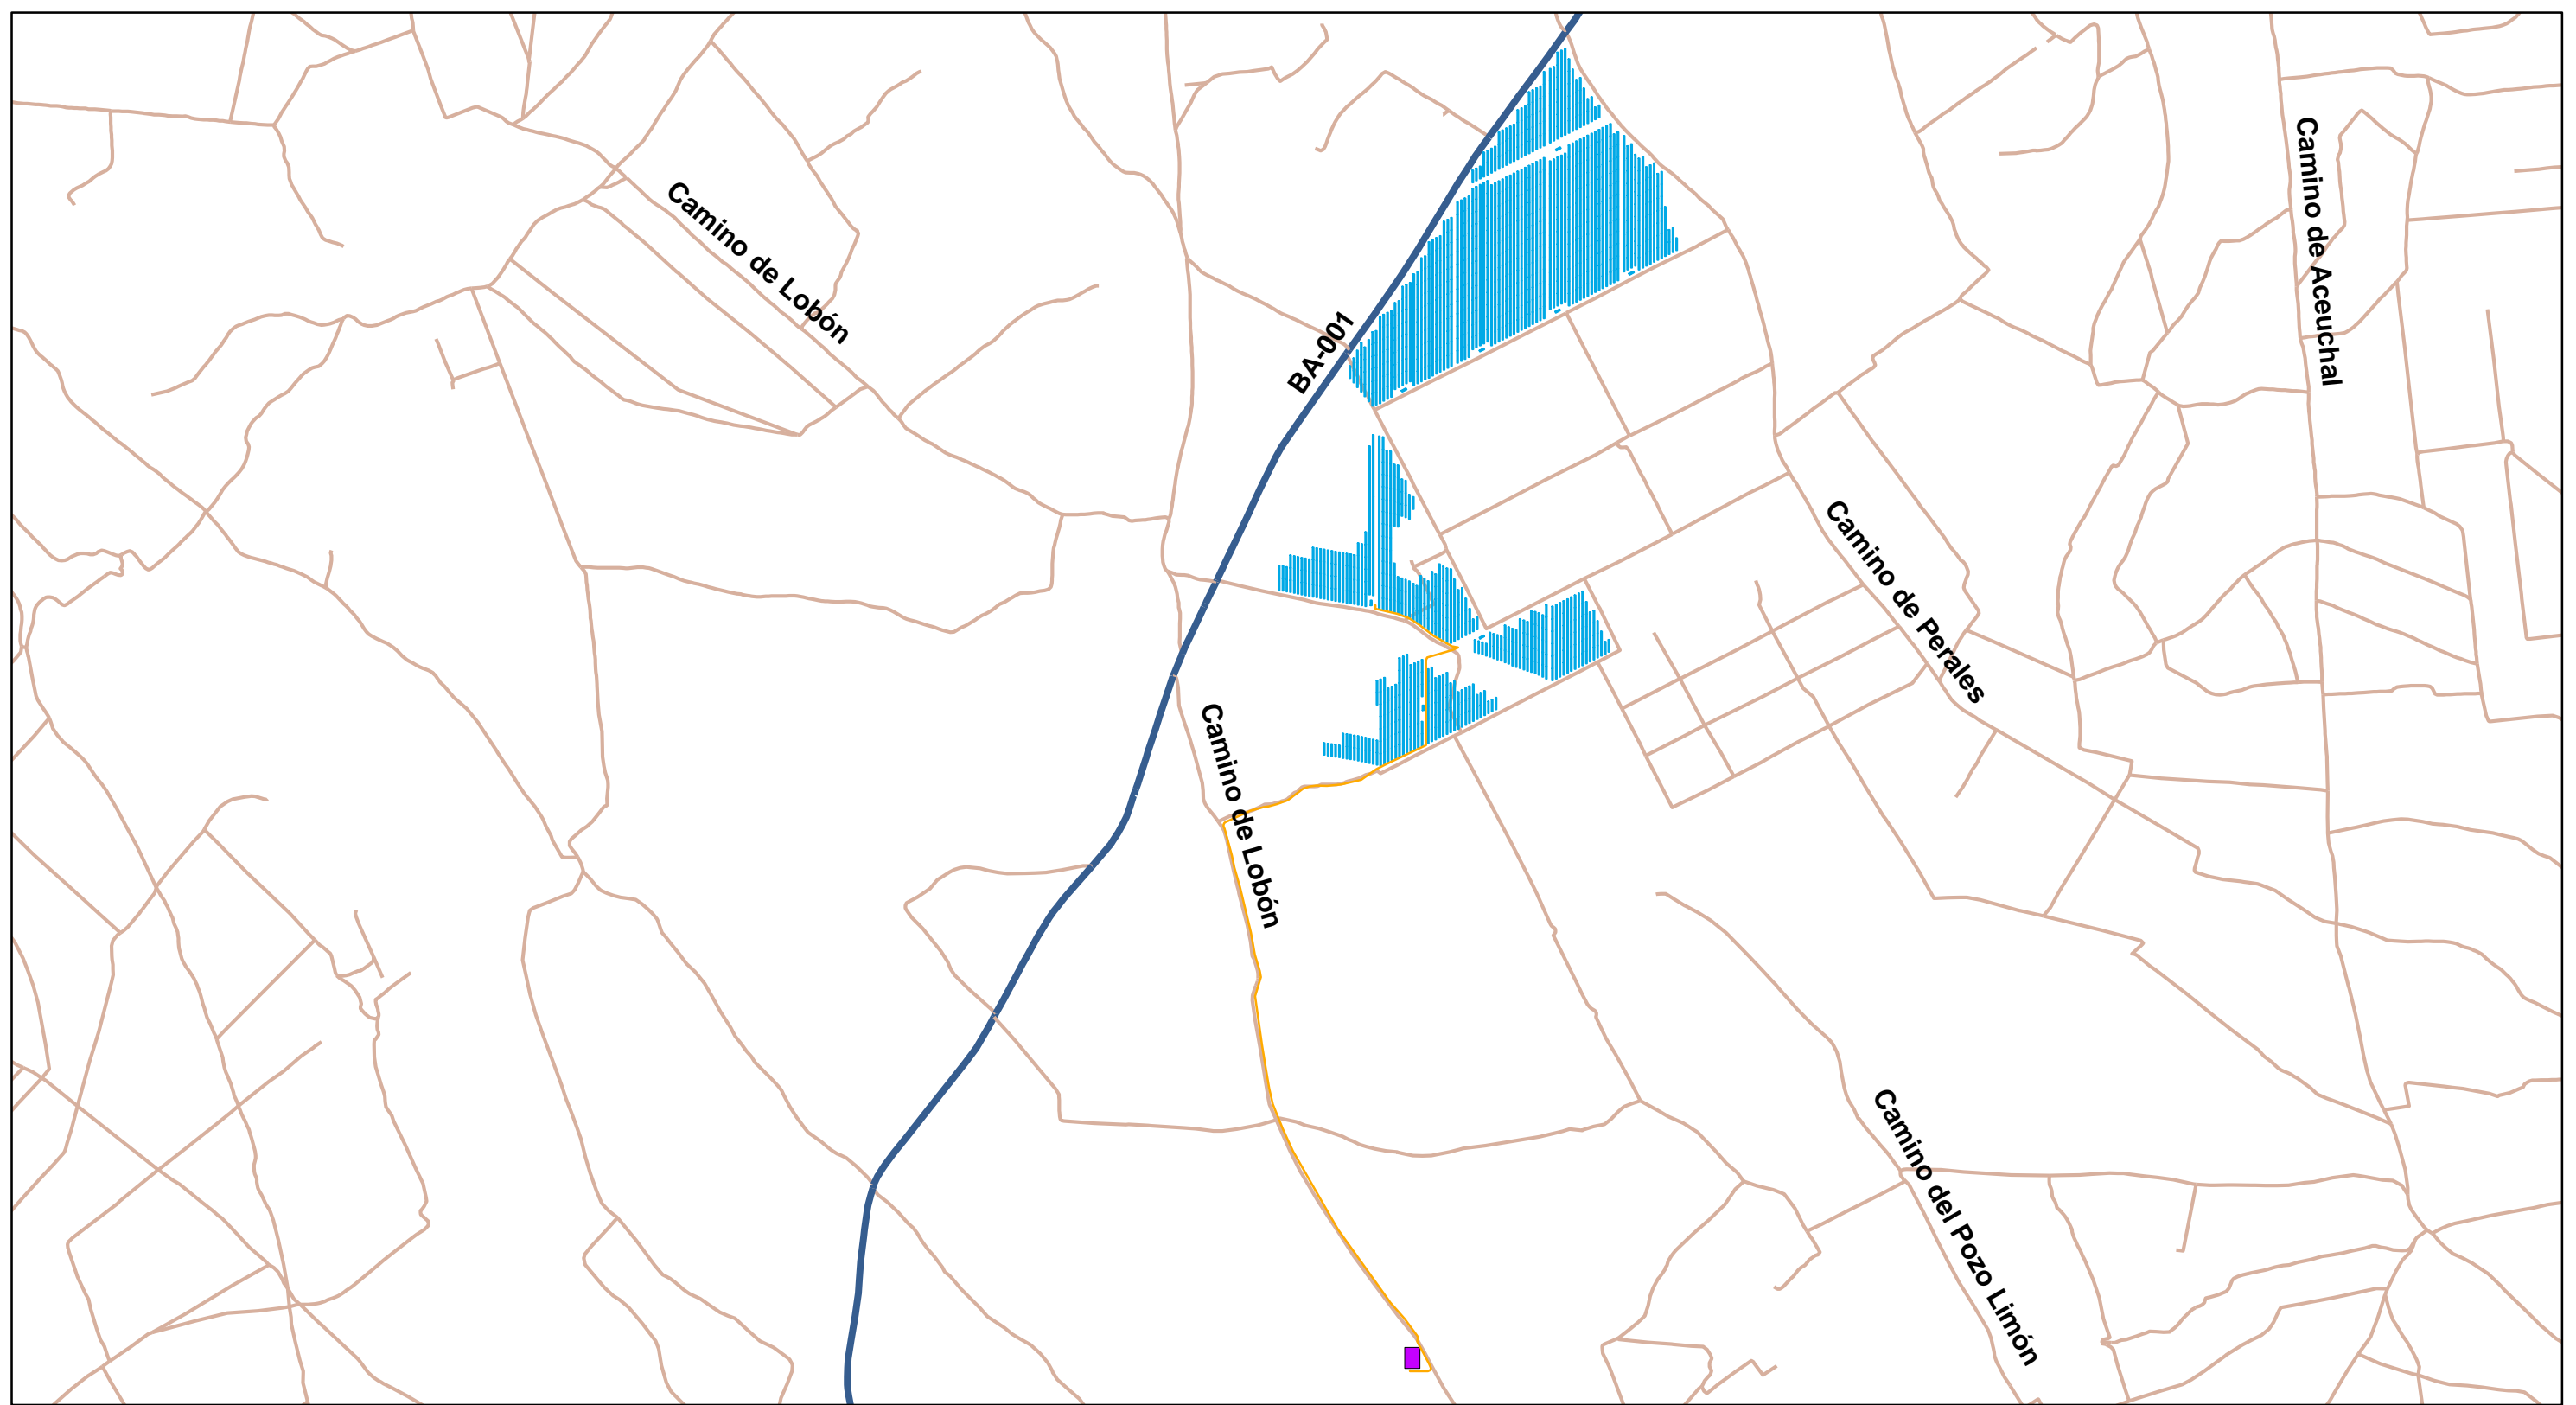 Camino de Aceuchal
Camino de Lobón
BA-001
Camino de Perales
Camino de Lobón
Camino del Pozo Limón